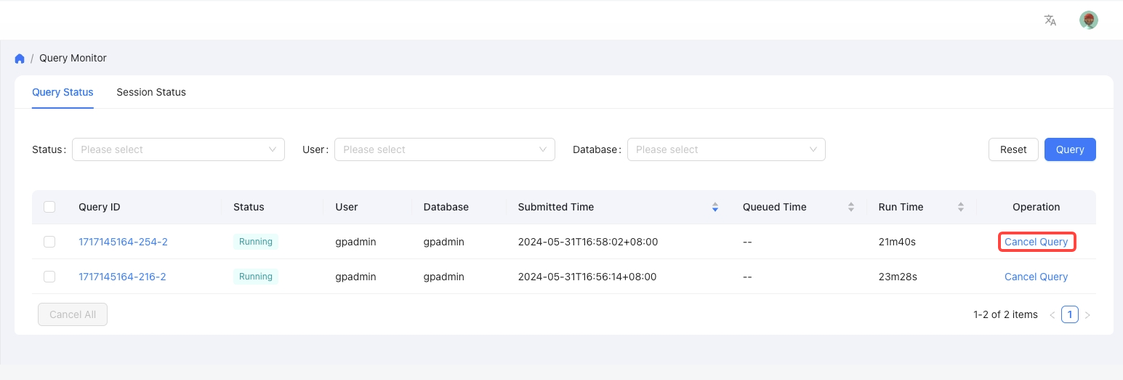 / Query Monitor
Query Status Session Status
Status: Please select User: Please select Database: Please select Reset Query
Query ID Status User Database Submitted Time Queued Time Run Time Operation
1717145164-254-2 Running gpadmin gpadmin 2024-05-31T16:58:02+08:00 -- 21m40s Cancel Query
1717145164-216-2 Running gpadmin gpadmin 2024-05-31T16:56:14+08:00 -- 23m28s Cancel Query
Cancel All 1-2 of 2 items < 1 >